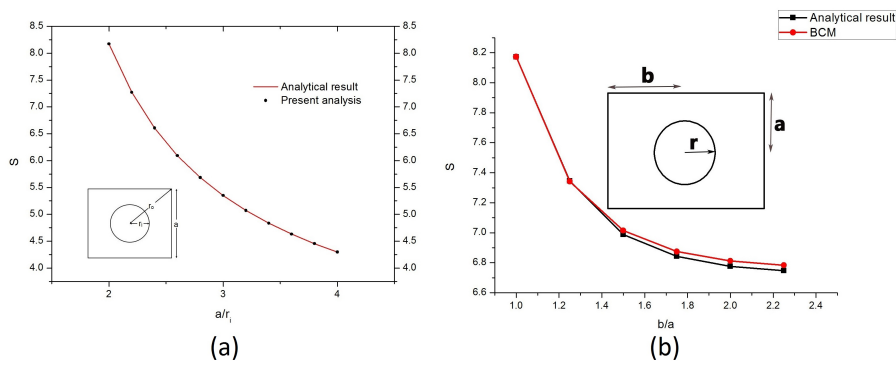 8.5
8.0
7.5
7.0
6.5
6.0
5.5
5.0
4.5
4.0
S
8.5
8.0
7.5
7.0
6.5
6.0
5.5
5.0
4.5
4.0
Analytical result
Present analysis
r₀
rᵢ
a
2 3 4
a/rᵢ
(a)
Analytical result
BCM
8.2
8.0
7.8
7.6
7.4
7.2
7.0
6.8
6.6
S
b
a
r
1.0 1.2 1.4 1.6 1.8 2.0 2.2 2.4
b/a
(b)